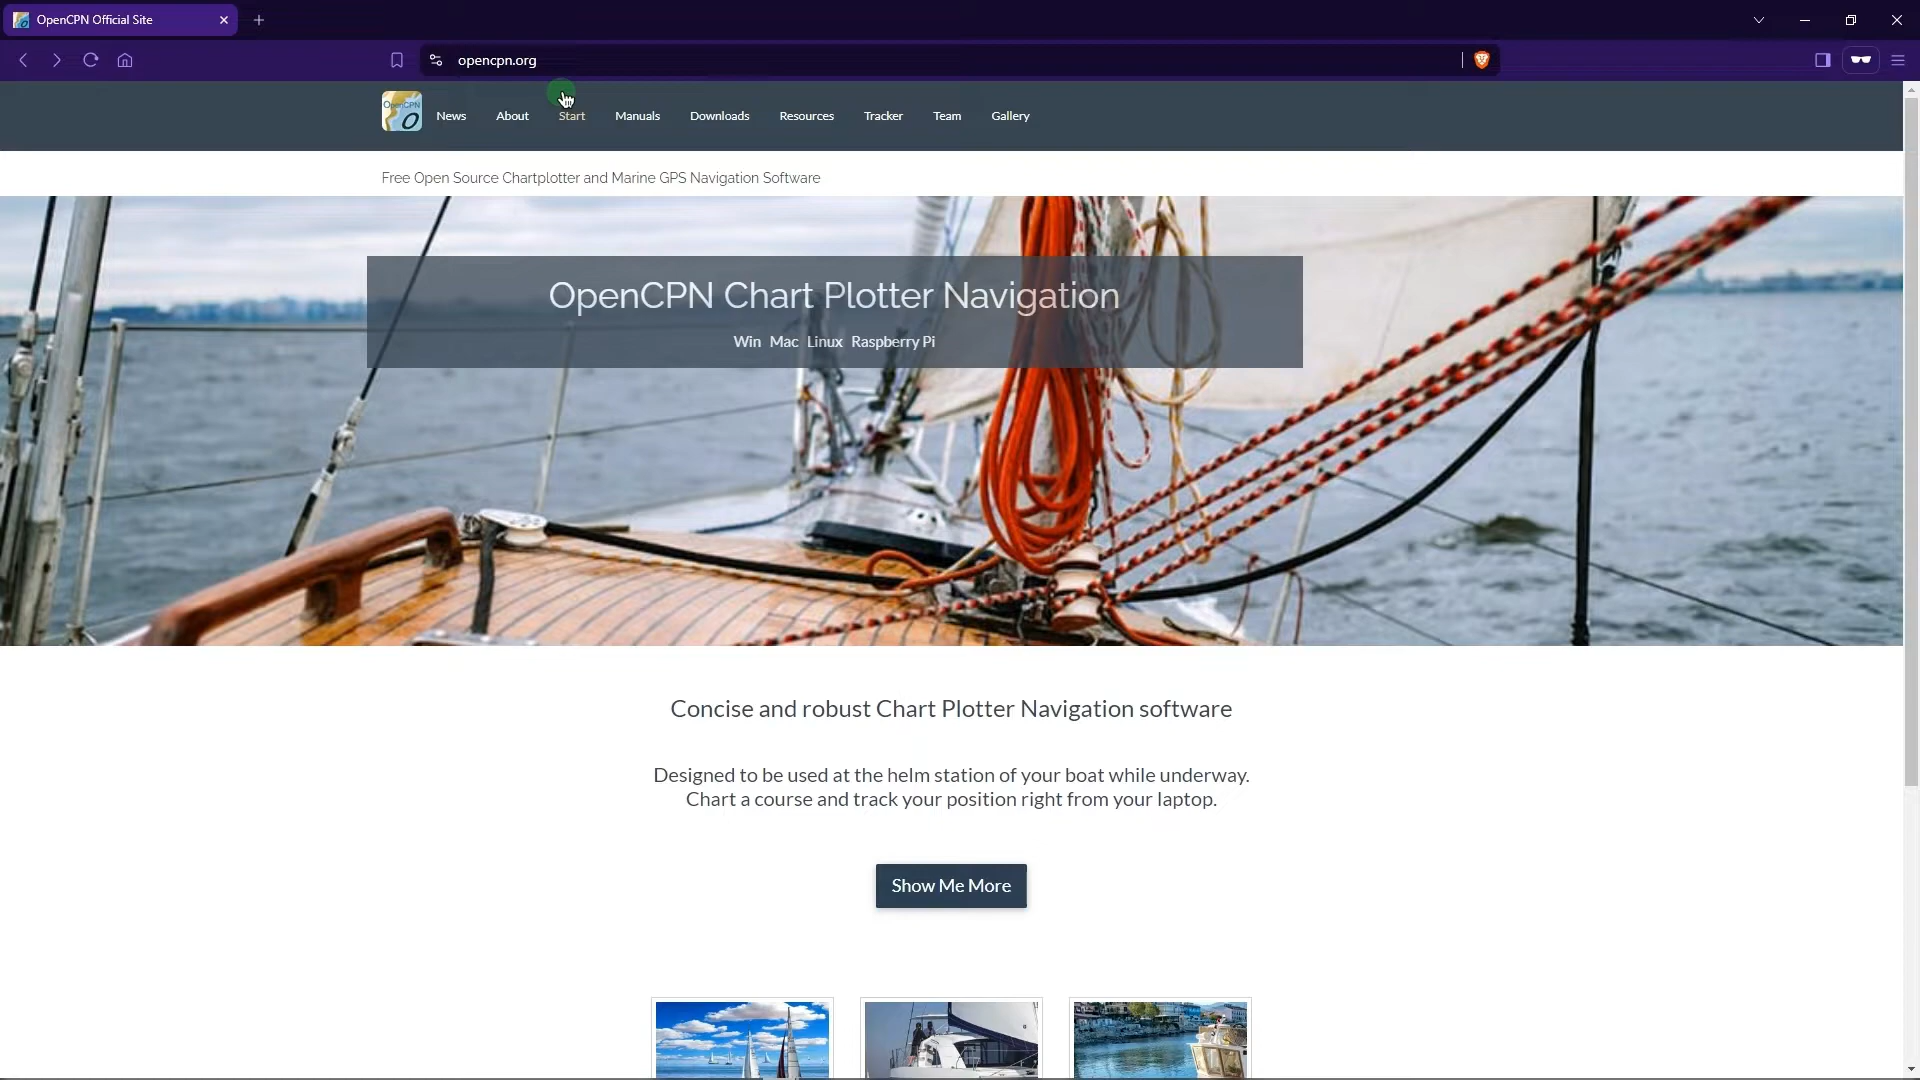 OpenCPN Official Site
opencpn.org
OpenCPN
News About Start Manuals Downloads Resources Tracker Team Gallery
Free Open Source Chartplotter and Marine GPS Navigation Software
OpenCPN Chart Plotter Navigation
Win Mac Linux Raspberry Pi
Concise and robust Chart Plotter Navigation software
Designed to be used at the helm station of your boat while underway.
Chart a course and track your position right from your laptop.
Show Me More